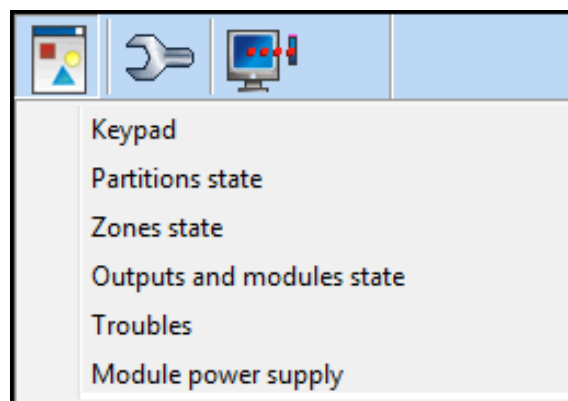 Keypad
Partitions state
Zones state
Outputs and modules state
Troubles
Module power supply